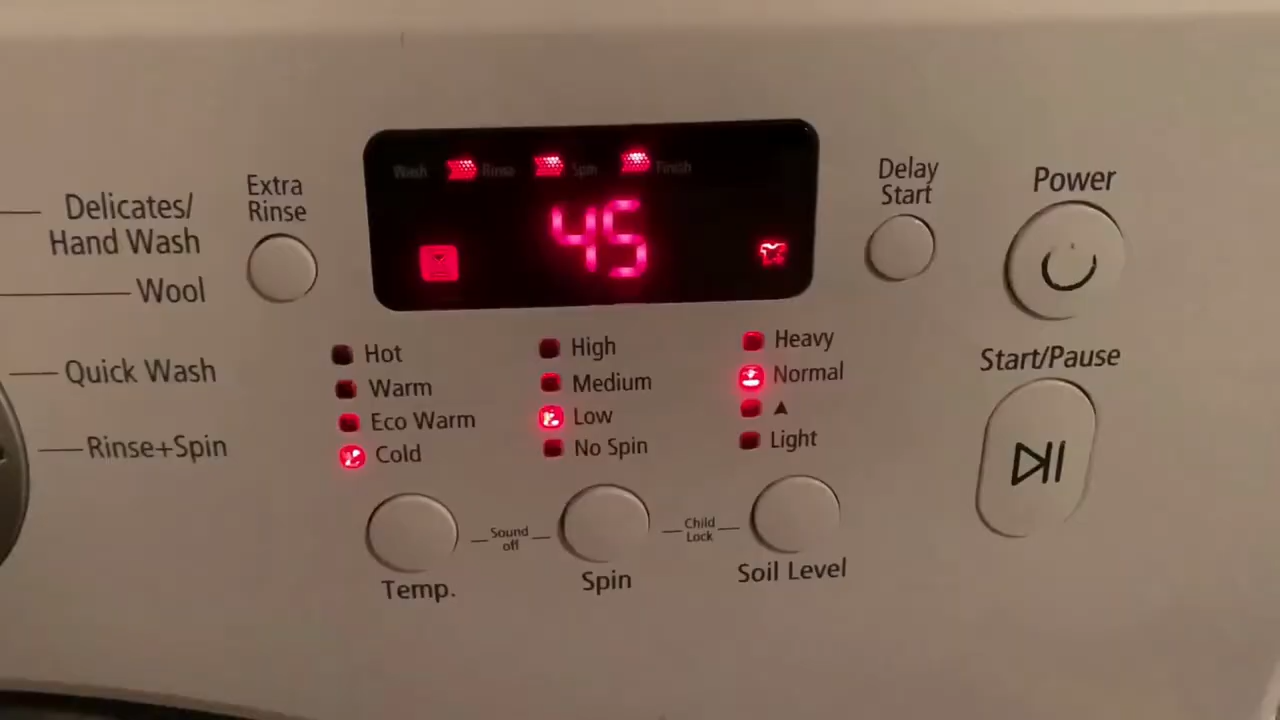 Wash Rinse Spin Finish
45
Delicates/
Hand Wash
Wool
Quick Wash
Rinse+Spin
Extra
Rinse
Delay
Start
Power
Start/Pause
Hot
Warm
Eco Warm
Cold
High
Medium
Low
No Spin
Heavy
Normal
Light
Sound
off
Child
Lock
Temp.
Spin
Soil Level